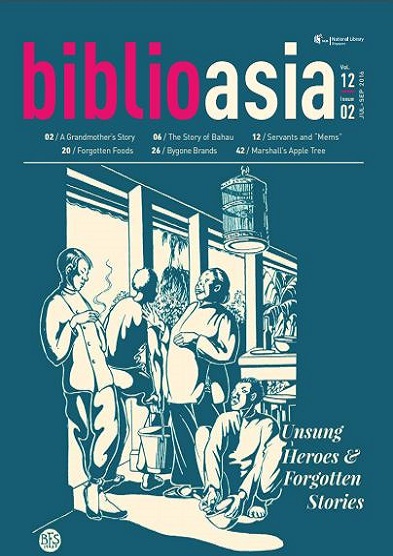 National Library
Singapore
biblioasia
Vol.
12
Issue
02
JUL–SEP 2016
02 / A Grandmother's Story 06 / The Story of Bahau 12 / Servants and "Mems"
20 / Forgotten Foods 26 / Bygone Brands 42 / Marshall's Apple Tree
Unsung
Heroes &
Forgotten
Stories
BFS